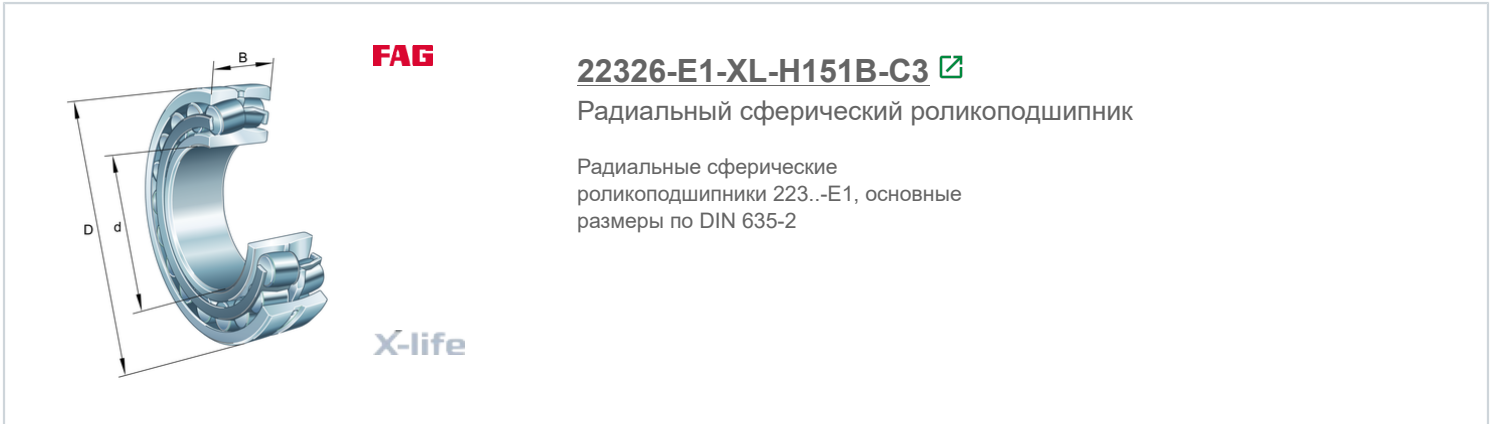 FAG
B
D
d
X-life
22326-E1-XL-H151B-C3
Радиальный сферический роликоподшипник
Радиальные сферические
роликоподшипники 223..-E1, основные
размеры по DIN 635-2